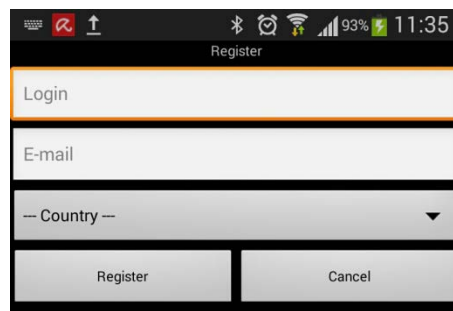 93% 11:35
Register
Login
E-mail
--- Country ---
Register Cancel